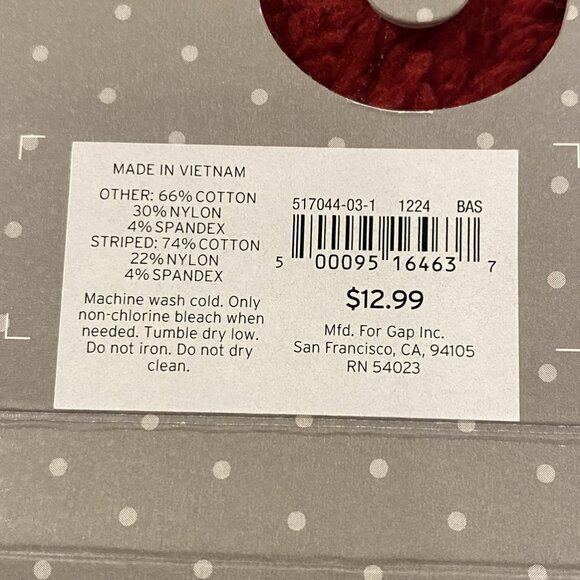 MADE IN VIETNAM
OTHER: 66% COTTON
30% NYLON
4% SPANDEX
STRIPED: 74% COTTON
22% NYLON
4% SPANDEX
Machine wash cold. Only
non-chlorine bleach when
needed. Tumble dry low.
Do not iron. Do not dry
clean.
517044-03-1 1224 BAS
5 00095 16463 7
$12.99
Mfd. For Gap Inc.
San Francisco, CA, 94105
RN 54023